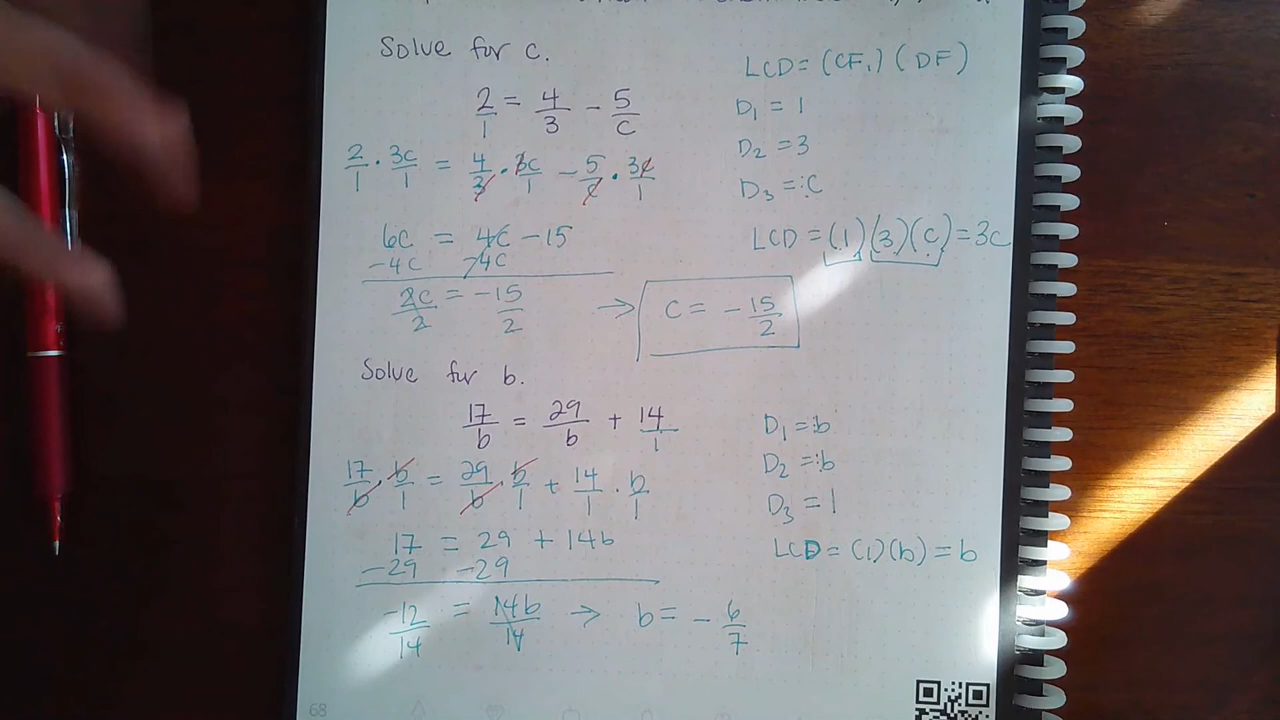 Solve for c.
2/1 = 4/3 - 5/c
2/1 · 3c/1 = 4/3 · 3c/1 - 5/c · 3c/1
6c = 4c - 15
-4c -4c
2c/2 = -15/2 → c = -15/2
LCD = (CF.) (DF)
D₁ = 1
D₂ = 3
D₃ = :c
LCD = (1)(3)(c) = 3c
Solve for b.
17/b = 29/b + 14/1
17/b · b/1 = 29/b · b/1 + 14/1 · b/1
17 = 29 + 14b
-29 -29
-12/14 = 14b/14 → b = -6/7
D₁ = :b
D₂ = :b
D₃ = 1
LCD = (1)(b) = b
68